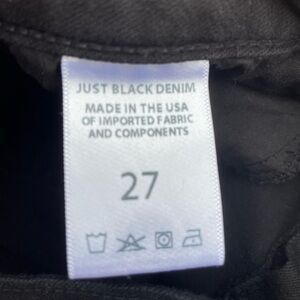 JUST BLACK DENIM
MADE IN THE USA
OF IMPORTED FABRIC
AND COMPONENTS
27